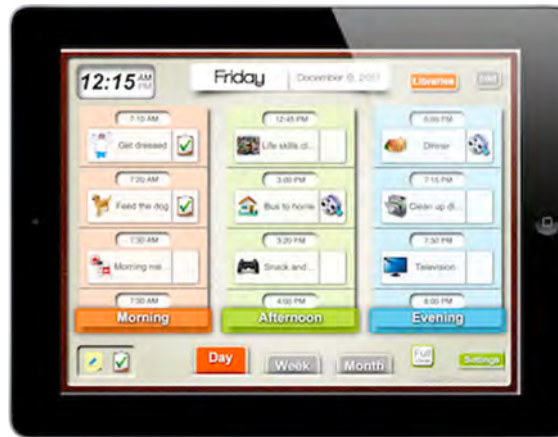 12:15 AM PM
Friday
December 9, 2011
Libraries
7:10 AM
Get dressed
7:20 AM
Feed the dog
7:30 AM
Morning me...
7:50 AM
Morning
12:45 PM
Life skills cl...
3:00 PM
Bus to home
3:20 PM
Snack and ...
4:00 PM
Afternoon
6:00 PM
Dinner
7:15 PM
Clean up di...
7:30 PM
Television
8:00 PM
Evening
Day
Week
Month
Full
Settings